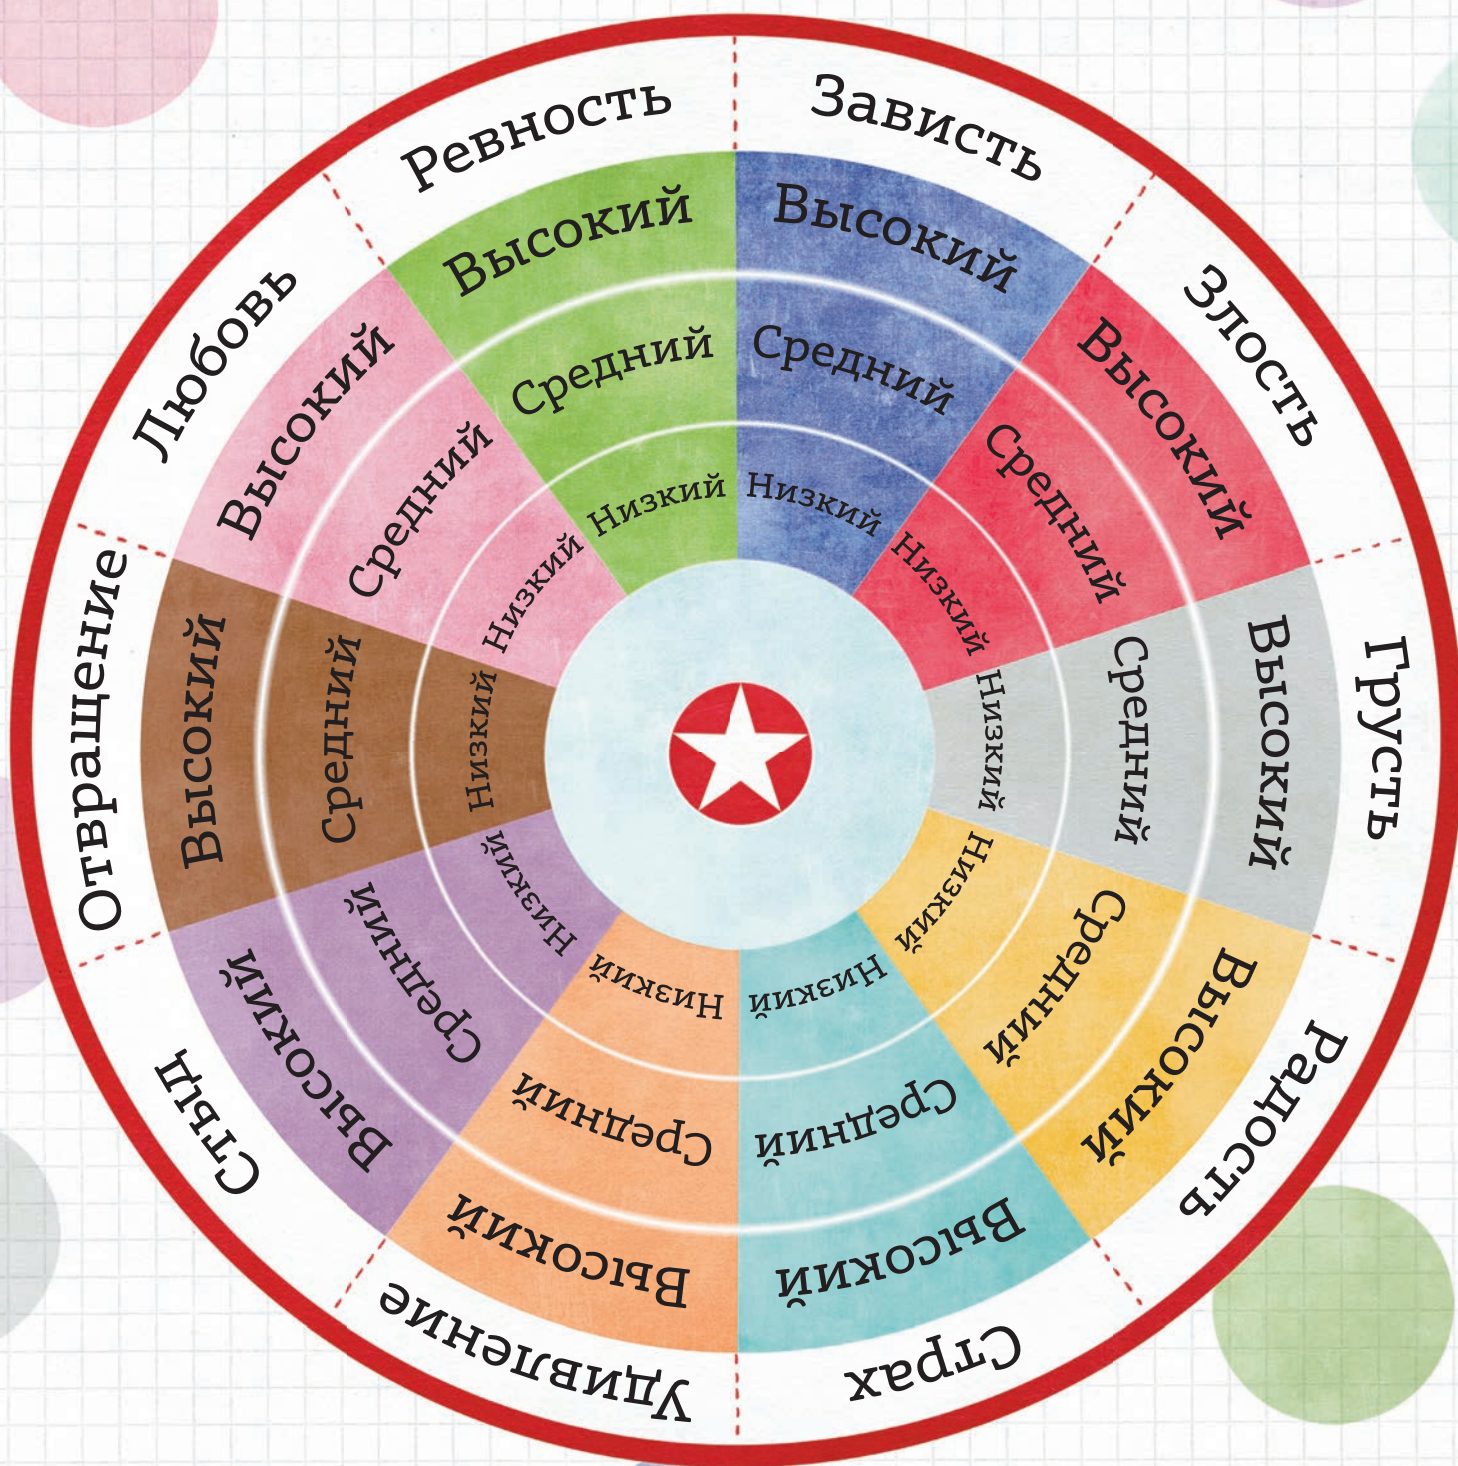 Зависть
Высокий
Средний
Низкий
Злость
Высокий
Средний
Низкий
Грусть
Высокий
Средний
Низкий
Радость
Высокий
Средний
Низкий
Страх
Высокий
Средний
Низкий
Удивление
Высокий
Средний
Низкий
Стыд
Высокий
Средний
Низкий
Отвращение
Высокий
Средний
Низкий
Любовь
Высокий
Средний
Низкий
Ревность
Высокий
Средний
Низкий